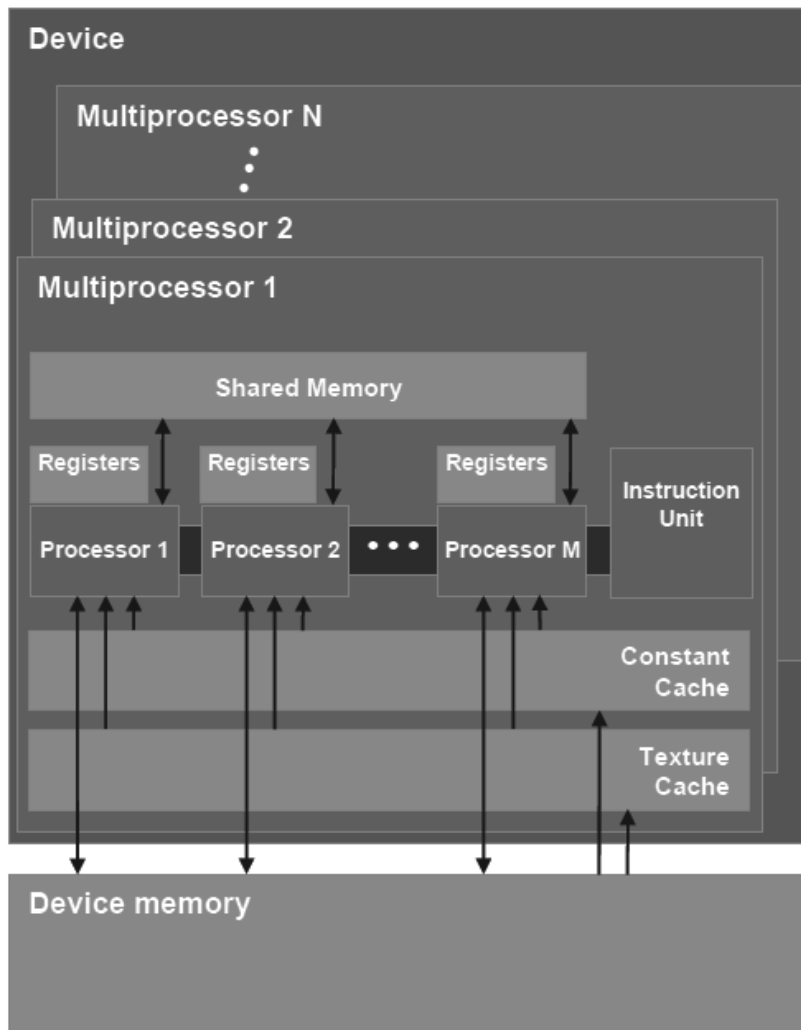 Device
Multiprocessor N
Multiprocessor 2
Multiprocessor 1
Shared Memory
Registers
Registers
Registers
Instruction
Unit
Processor 1
Processor 2
Processor M
Constant
Cache
Texture
Cache
Device memory